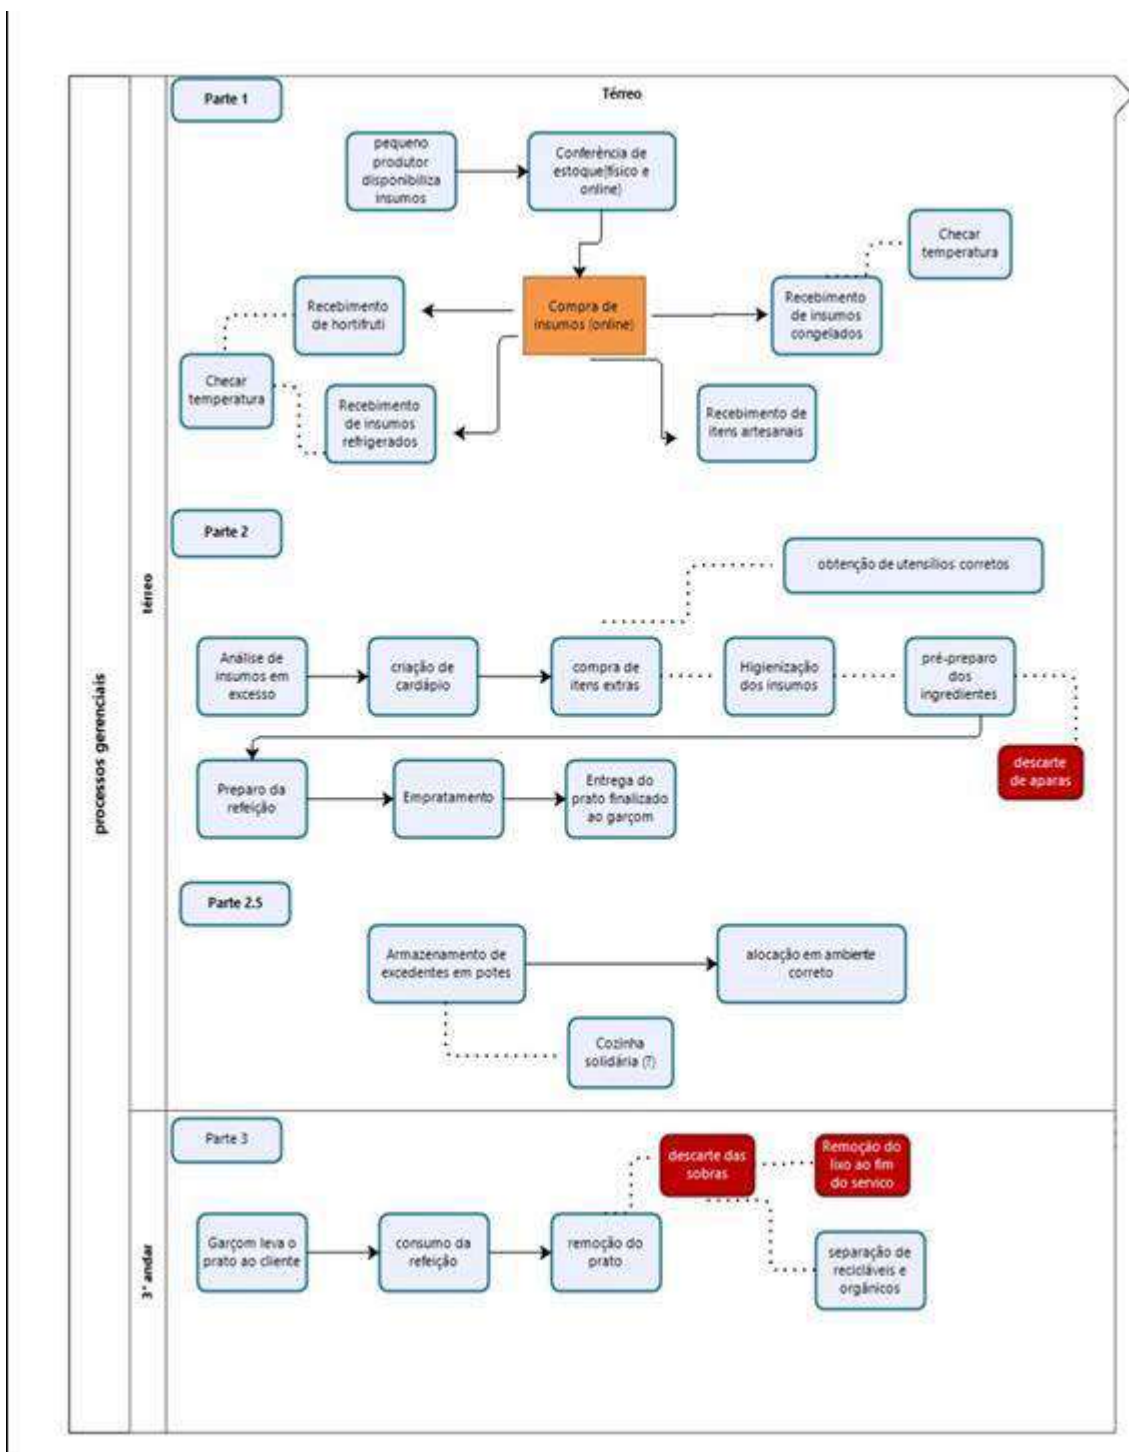 Parte 1
Térreo
pequeno
produtor
disponibiliza
insumos
Conferência de
estoque(físico e
online)
Checar
temperatura
Recebimento
de hortifruti
Compra de
insumos (online)
Recebimento
de insumos
congelados
Checar
temperatura
Recebimento
de insumos
refrigerados
Recebimento de
itens artesanais
Parte 2
obtenção de utensílios corretos
Análise de
insumos em
excesso
criação de
cardápio
compra de
itens extras
Higienização
dos insumos
pré-preparo
dos
ingredientes
descarte
de aparas
Preparo da
refeição
Empratamento
Entrega do
prato finalizado
ao garçom
Parte 2.5
Armazenamento de
excedentes em potes
alocação em ambiente
correto
Cozinha
solidária (?)
térreo
processos gerenciais
Parte 3
descarte das
sobras
Remoção do
lixo ao fim
do servico
Garçom leva o
prato ao cliente
consumo da
refeição
remoção do
prato
separação de
recicláveis e
orgânicos
3° andar